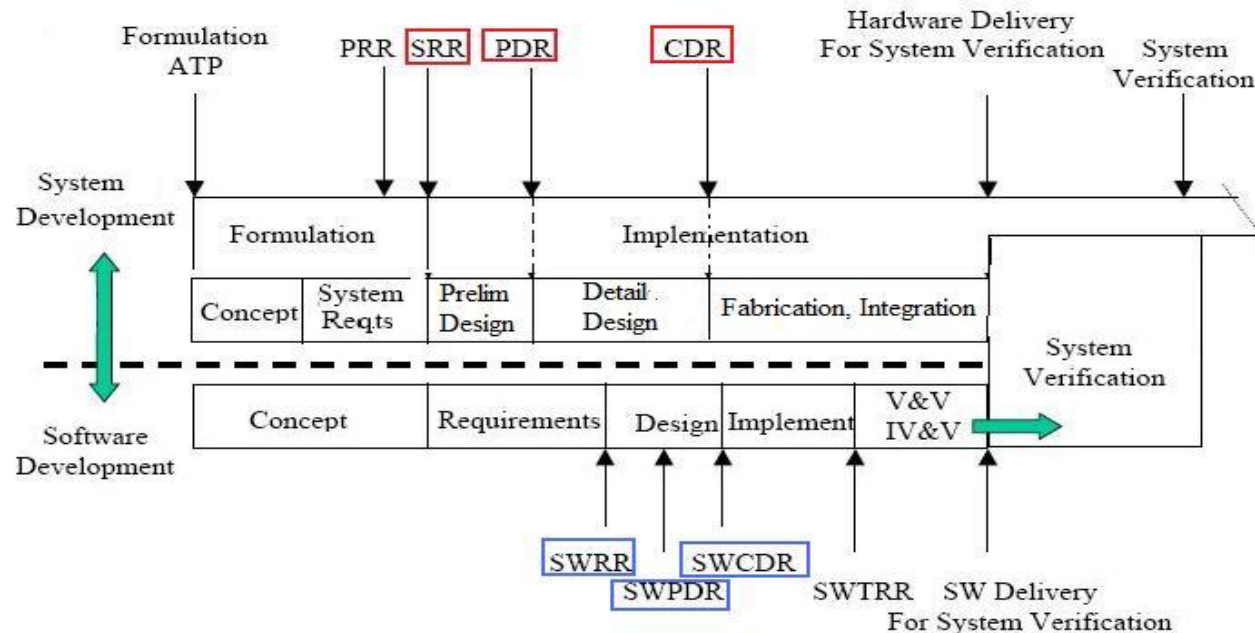 Formulation
ATP
PRR
SRR
PDR
CDR
Hardware Delivery
For System Verification
System
Verification
System
Development
Formulation
Implementation
Concept
System
Reqts
Prelim
Design
Detail
Design
Fabrication, Integration
System
Verification
Software
Development
Concept
Requirements
Design
Implement
V&V
IV&V
SWRR
SWPDR
SWCDR
SWTRR
SW Delivery
For System Verification